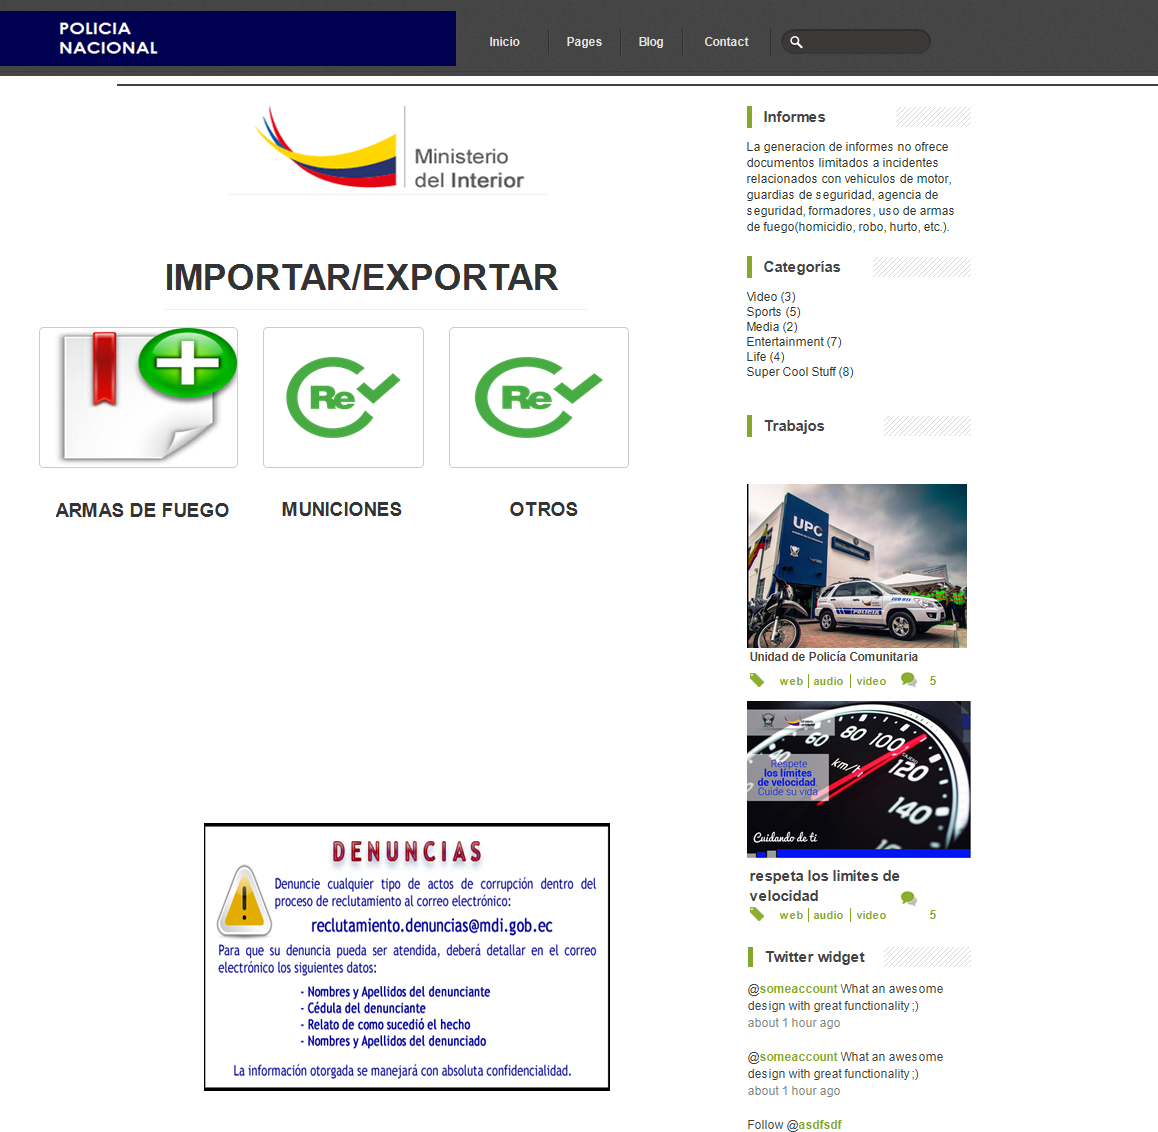 POLICIA
NACIONAL
Inicio
Pages
Blog
Contact
Ministerio
del Interior
IMPORTAR/EXPORTAR
Re
Re
ARMAS DE FUEGO
MUNICIONES
OTROS
DENUNCIAS
Denuncie cualquier tipo de actos de corrupción dentro del
proceso de reclutamiento al correo electrónico:
reclutamiento.denuncias@mdi.gob.ec
Para que su denuncia pueda ser atendida, deberá detallar en el correo
electrónico los siguientes datos:
- Nombres y Apellidos del denunciante
- Cédula del denunciante
- Relato de como sucedió el hecho
- Nombres y Apellidos del denunciado
La información otorgada se manejará con absoluta confidencialidad.
Informes
La generacion de informes no ofrece
documentos limitados a incidentes
relacionados con vehiculos de motor,
guardias de seguridad, agencia de
seguridad, formadores, uso de armas
de fuego(homicidio, robo, hurto, etc.).
Categorías
Video (3)
Sports (5)
Media (2)
Entertainment (7)
Life (4)
Super Cool Stuff (8)
Trabajos
UPC
POLICIA
Unidad de Policía Comunitaria
web | audio | video 5
60 80 100 120 140
km/h
Respete
los límites
de velocidad.
Cuide su vida
Cuidando de ti
respeta los limites de
velocidad
web | audio | video 5
Twitter widget
@someaccount What an awesome
design with great functionality ;)
about 1 hour ago
@someaccount What an awesome
design with great functionality ;)
about 1 hour ago
Follow @asdfsdf